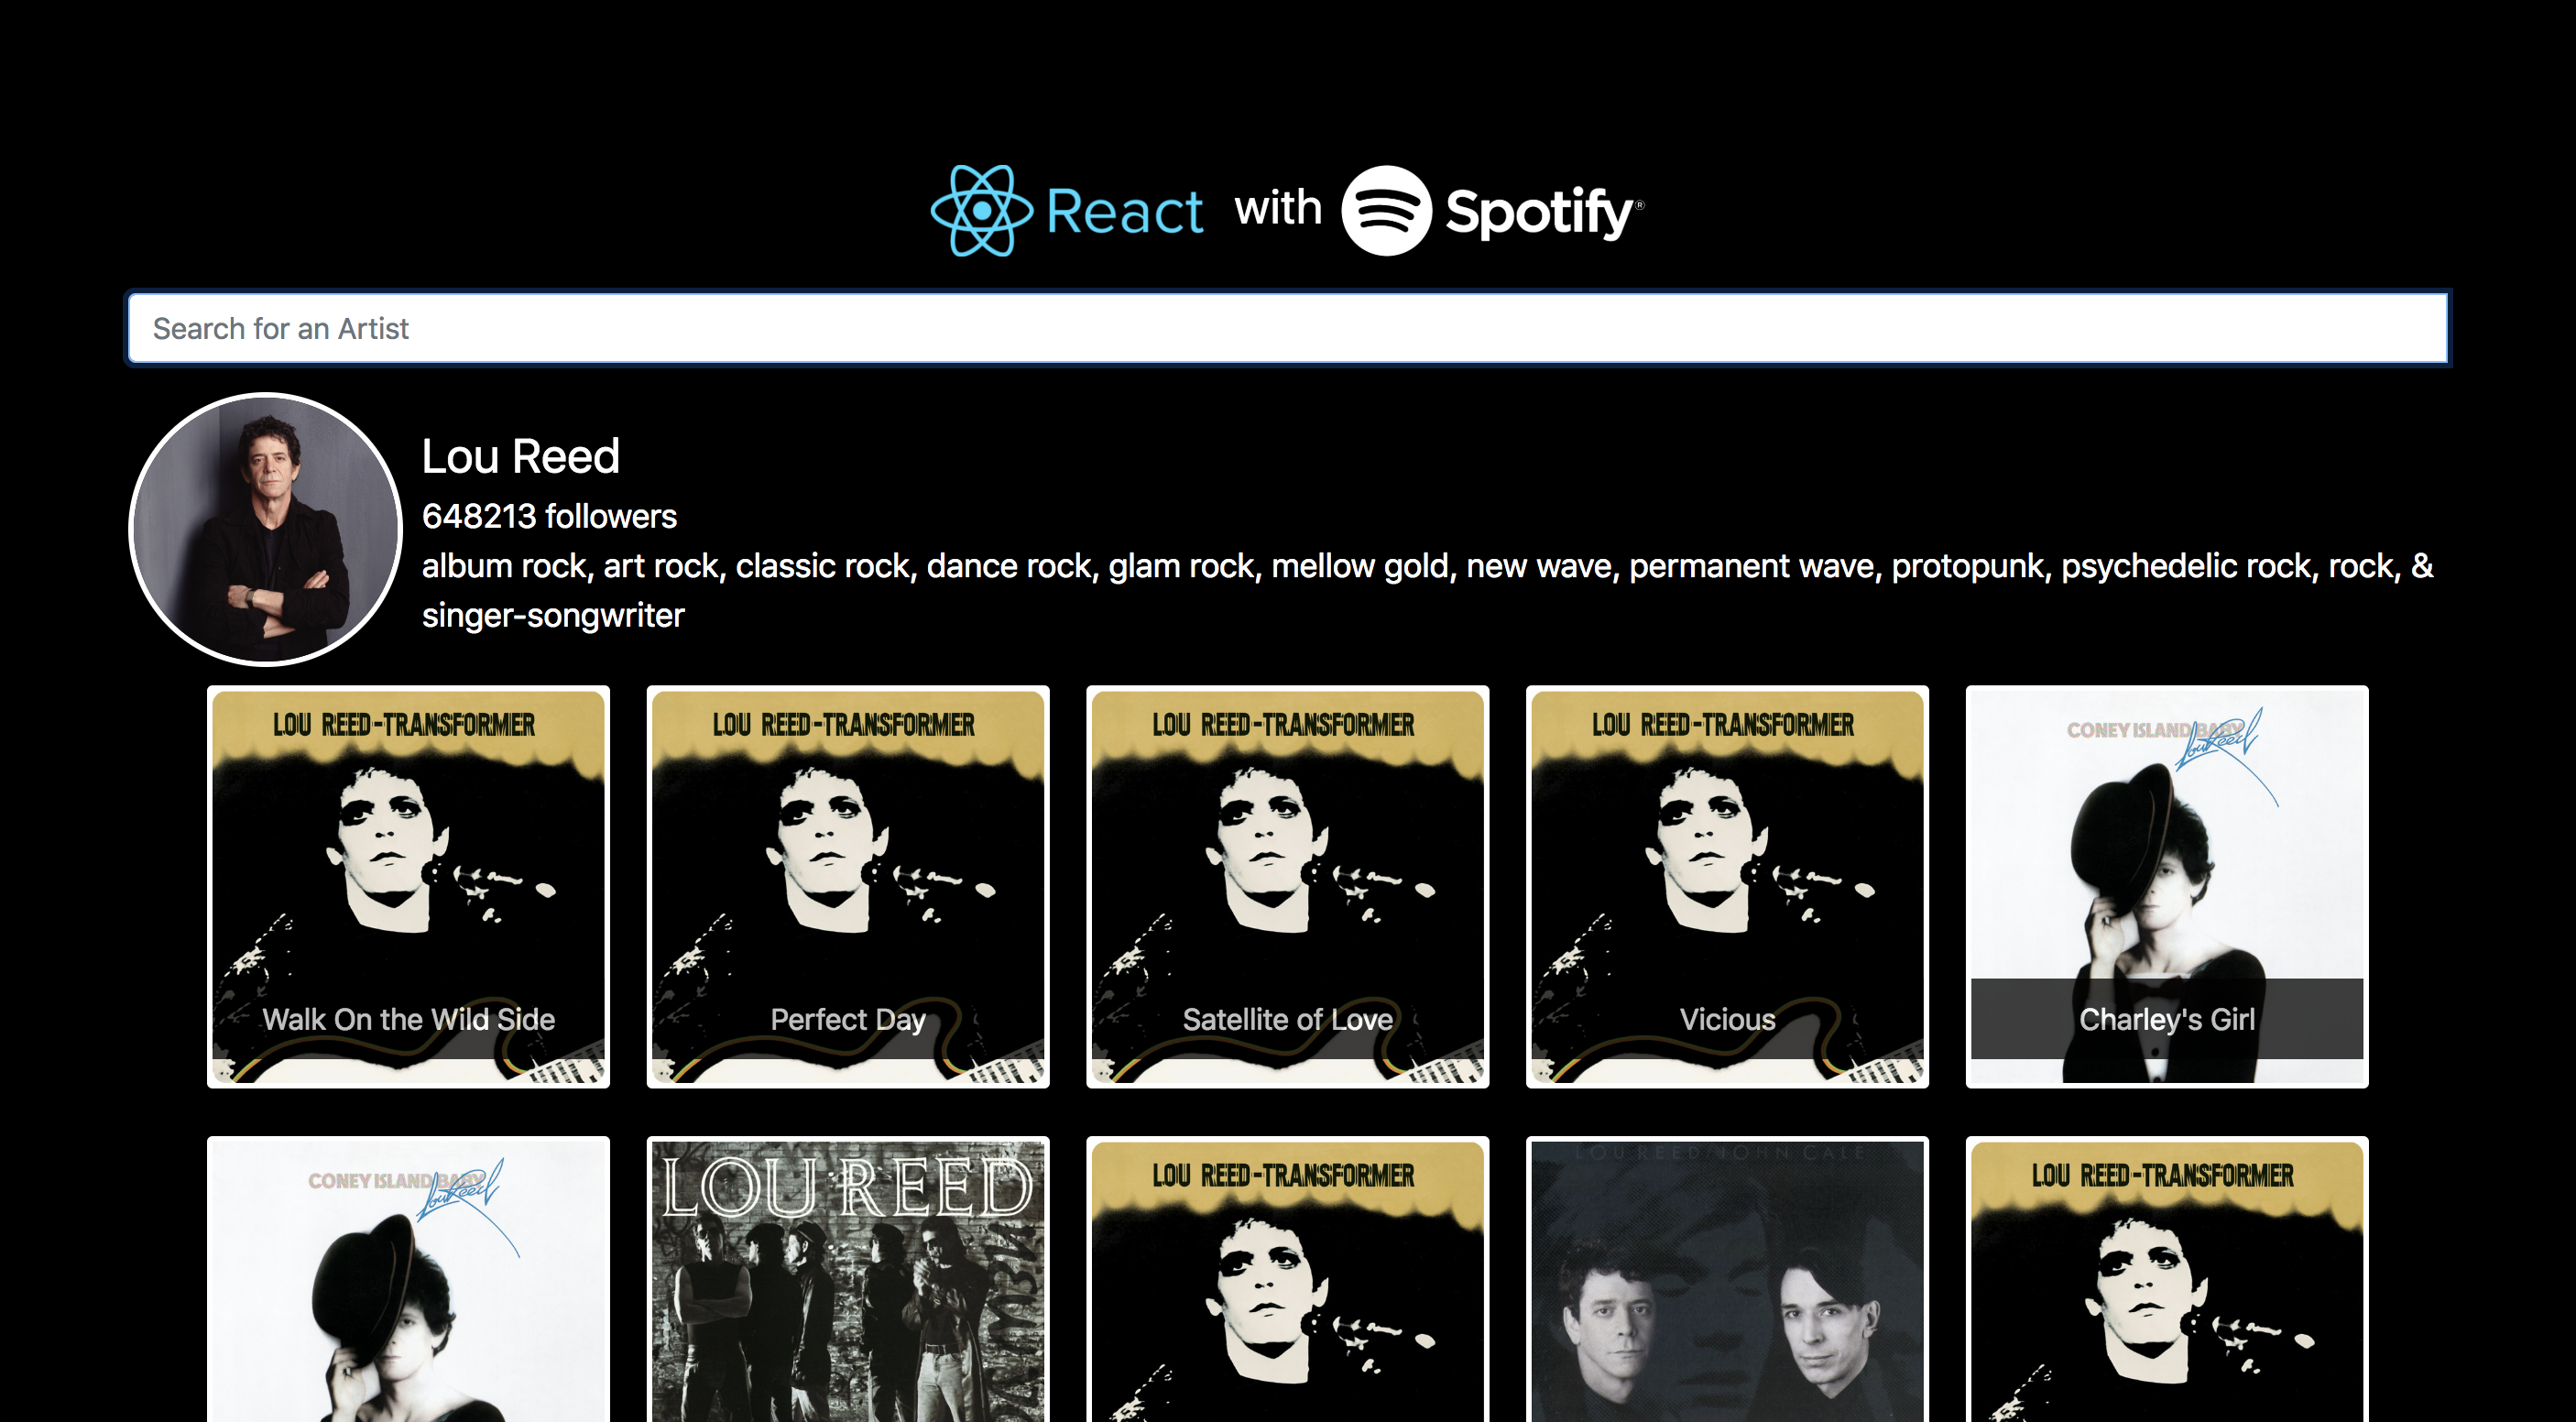 React with Spotify®
Search for an Artist
Lou Reed
648213 followers
album rock, art rock, classic rock, dance rock, glam rock, mellow gold, new wave, permanent wave, protopunk, psychedelic rock, rock, &
singer-songwriter
LOU REED-TRANSFORMER
Walk On the Wild Side
LOU REED-TRANSFORMER
Perfect Day
LOU REED-TRANSFORMER
Satellite of Love
LOU REED-TRANSFORMER
Vicious
CONEY ISLAND BABY
Lou Reed
Charley's Girl
CONEY ISLAND BABY
Lou Reed
LOU REED
LOU REED-TRANSFORMER
LOU REED/JOHN CALE
LOU REED-TRANSFORMER